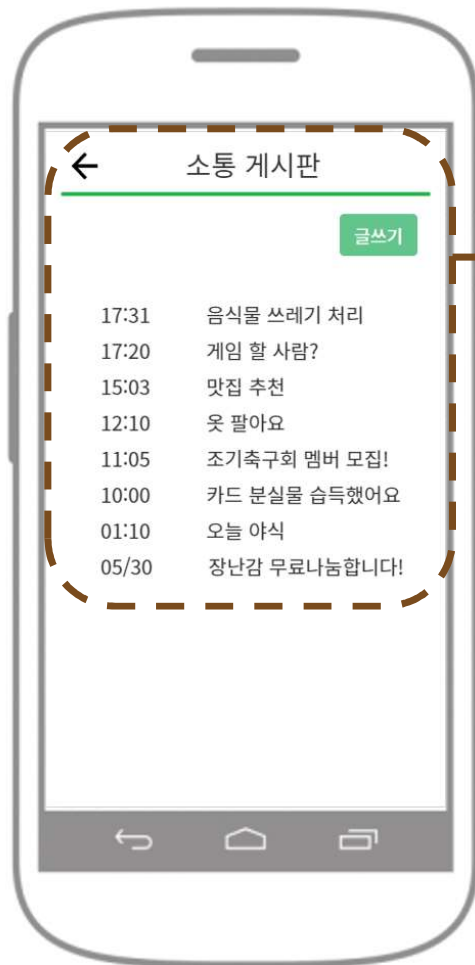 소통 게시판
글쓰기
17:31 음식물 쓰레기 처리
17:20 게임 할 사람?
15:03 맛집 추천
12:10 옷 팔아요
11:05 조기축구회 멤버 모집!
10:00 카드 분실물 습득했어요
01:10 오늘 야식
05/30 장난감 무료나눔합니다!